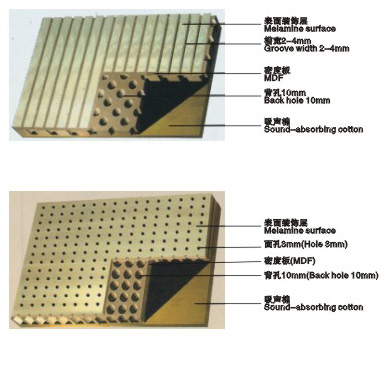 表面装饰层
Melamine surface
槽宽2-4mm
Groove width 2-4mm
密度板
MDF
背孔10mm
Back hole 10mm
吸声棉
Sound-absorbing cotton
表面装饰层
Melamine surface
面孔3mm(Hole 3mm)
密度板(MDF)
背孔10mm(Back hole 10mm)
吸声棉
Sound-absorbing cotton